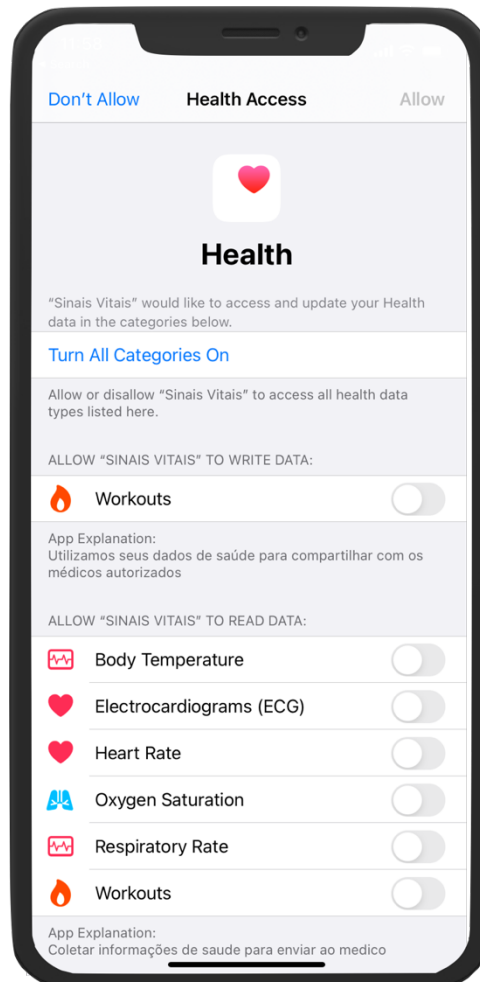 Don't Allow Health Access Allow
Health
"Sinais Vitais" would like to access and update your Health
data in the categories below.
Turn All Categories On
Allow or disallow "Sinais Vitais" to access all health data
types listed here.
ALLOW "SINAIS VITAIS" TO WRITE DATA:
Workouts
App Explanation:
Utilizamos seus dados de saúde para compartilhar com os
médicos autorizados
ALLOW "SINAIS VITAIS" TO READ DATA:
Body Temperature
Electrocardiograms (ECG)
Heart Rate
Oxygen Saturation
Respiratory Rate
Workouts
App Explanation:
Coletar informações de saude para enviar ao medico